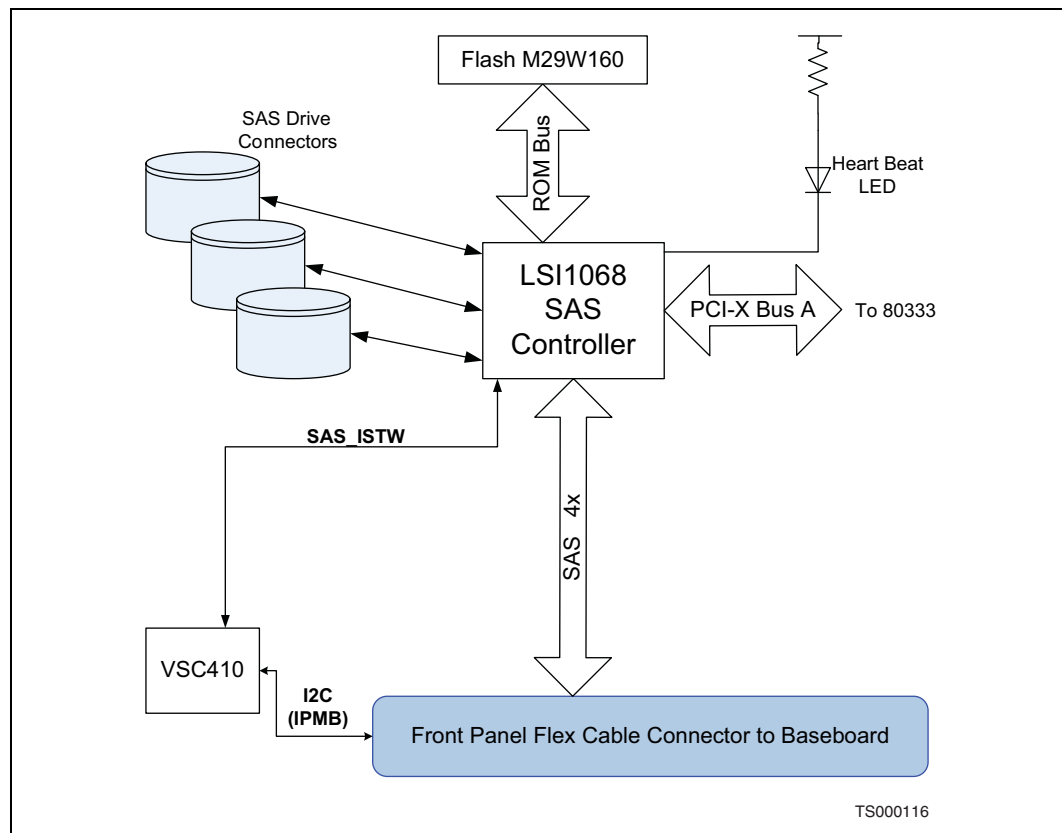 Flash M29W160
SAS Drive
Connectors
ROM Bus
Heart Beat
LED
LSI1068
SAS
Controller
PCI-X Bus A
To 80333
SAS_ISTW
SAS 4x
VSC410
I2C
(IPMB)
Front Panel Flex Cable Connector to Baseboard
TS000116